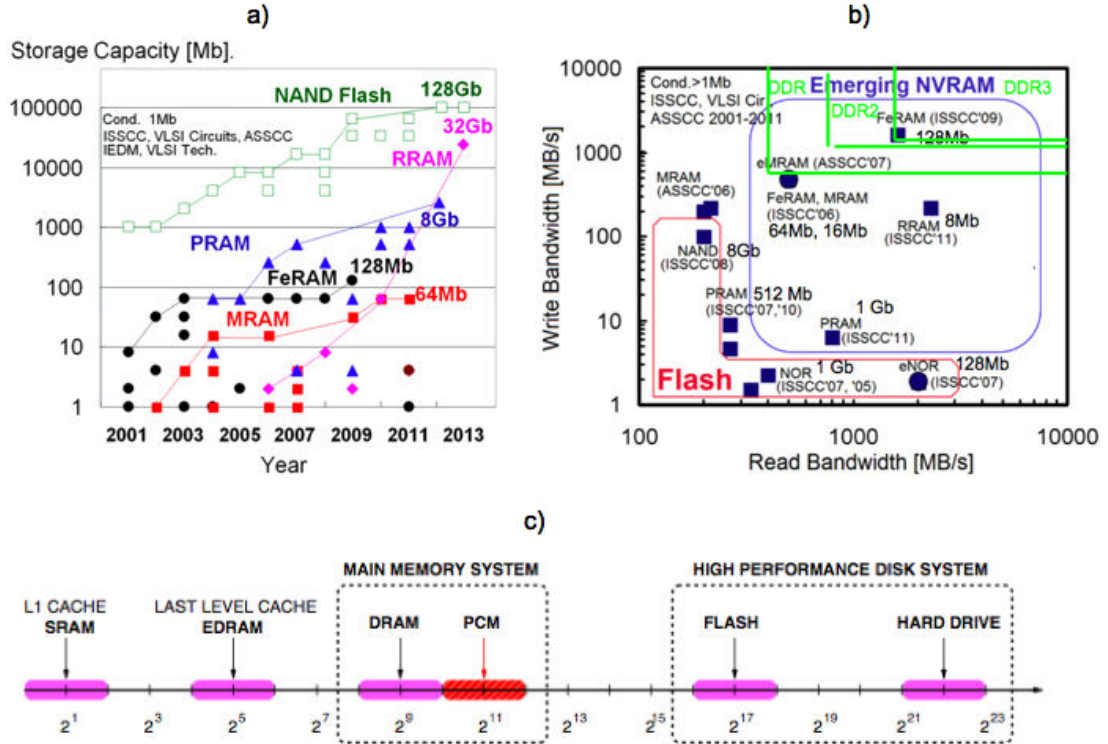 a)
Storage Capacity [Mb].
100000
10000
1000
100
10
1
NAND Flash
128Gb
Cond. 1Mb
ISSCC, VLSI Circuits, ASSCC
IEDM, VLSI Tech.
32Gb
RRAM
PRAM
8Gb
FeRAM
128Mb
MRAM
64Mb
2001 2003 2005 2007 2009 2011 2013
Year
b)
Write Bandwidth [MB/s]
10000
1000
100
10
1
Cond.>1Mb
ISSCC, VLSI Cir.,
ASSCC 2001-2011
DDR
Emerging NVRAM
DDR2
DDR3
FeRAM (ISSCC'09)
128Mb
eMRAM (ASSCC'07)
MRAM
(ASSCC'06)
FeRAM, MRAM
(ISSCC'06)
64Mb, 16Mb
RRAM 8Mb
(ISSCC'11)
NAND 8Gb
(ISSCC'08)
PRAM 512 Mb
(ISSCC'07,'10)
1 Gb
PRAM
(ISSCC'11)
Flash
NOR 1 Gb
(ISSCC'07, '05)
eNOR 128Mb
(ISSCC'07)
100 1000 10000
Read Bandwidth [MB/s]
c)
MAIN MEMORY SYSTEM
HIGH PERFORMANCE DISK SYSTEM
L1 CACHE
SRAM
LAST LEVEL CACHE
EDRAM
DRAM
PCM
FLASH
HARD DRIVE
2^1 2^3 2^5 2^7 2^9 2^11 2^13 2^15 2^17 2^19 2^21 2^23